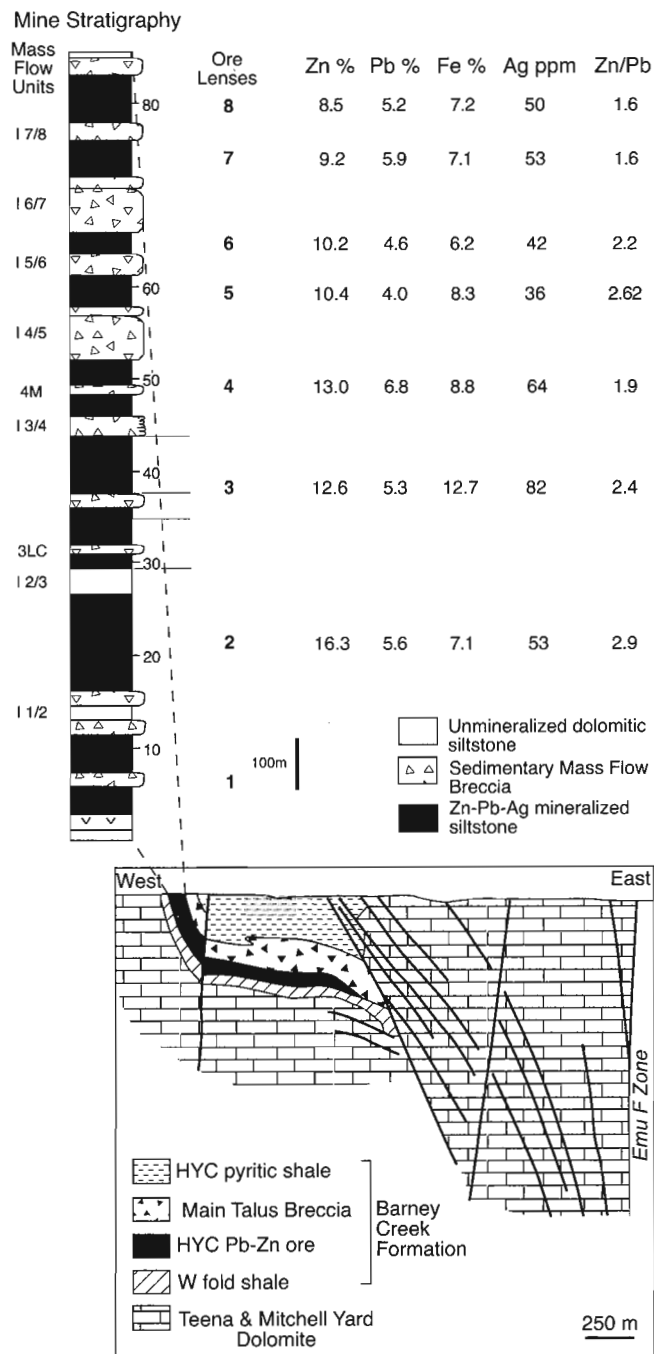 Mine Stratigraphy
Mass Flow Units
Ore Lenses
Zn % Pb % Fe % Ag ppm Zn/Pb
80
8 8.5 5.2 7.2 50 1.6
I 7/8
7 9.2 5.9 7.1 53 1.6
I 6/7
6 10.2 4.6 6.2 42 2.2
I 5/6
60
5 10.4 4.0 8.3 36 2.62
I 4/5
50
4M
4 13.0 6.8 8.8 64 1.9
I 3/4
40
3 12.6 5.3 12.7 82 2.4
3LC
30
I 2/3
20
2 16.3 5.6 7.1 53 2.9
I 1/2
10
1
100m
Unmineralized dolomitic
siltstone
Sedimentary Mass Flow
Breccia
Zn-Pb-Ag mineralized
siltstone
West
East
Emu F Zone
HYC pyritic shale
Main Talus Breccia
HYC Pb-Zn ore
W fold shale
Barney
Creek
Formation
Teena & Mitchell Yard
Dolomite
250 m